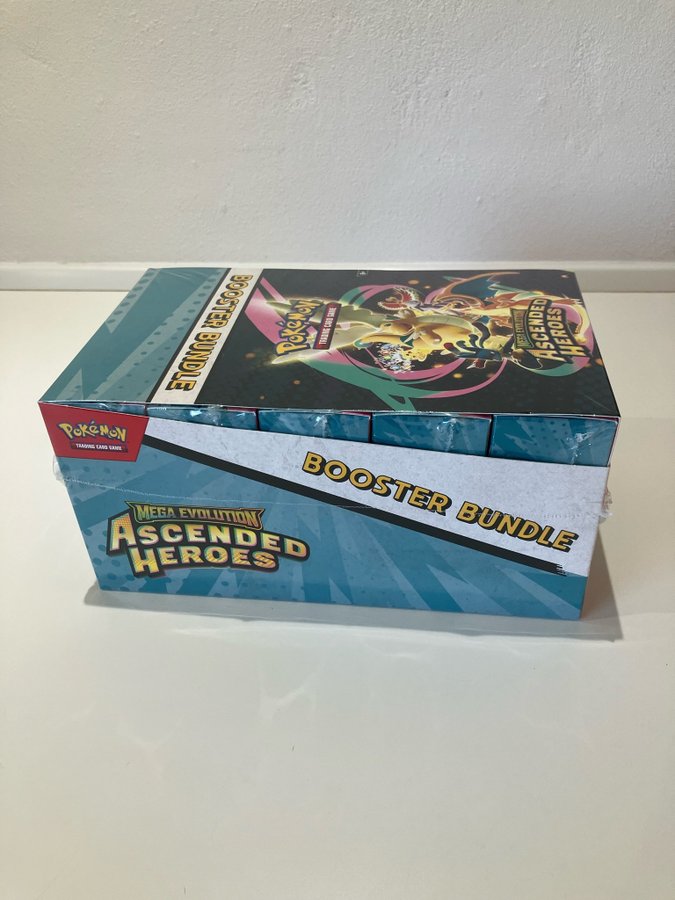 BOOSTER BUNDLE
Pokémon
TRADING CARD GAME
MEGA EVOLUTION
ASCENDED
HEROES
Pokémon
TRADING CARD GAME
BOOSTER BUNDLE
MEGA EVOLUTION
ASCENDED
HEROES